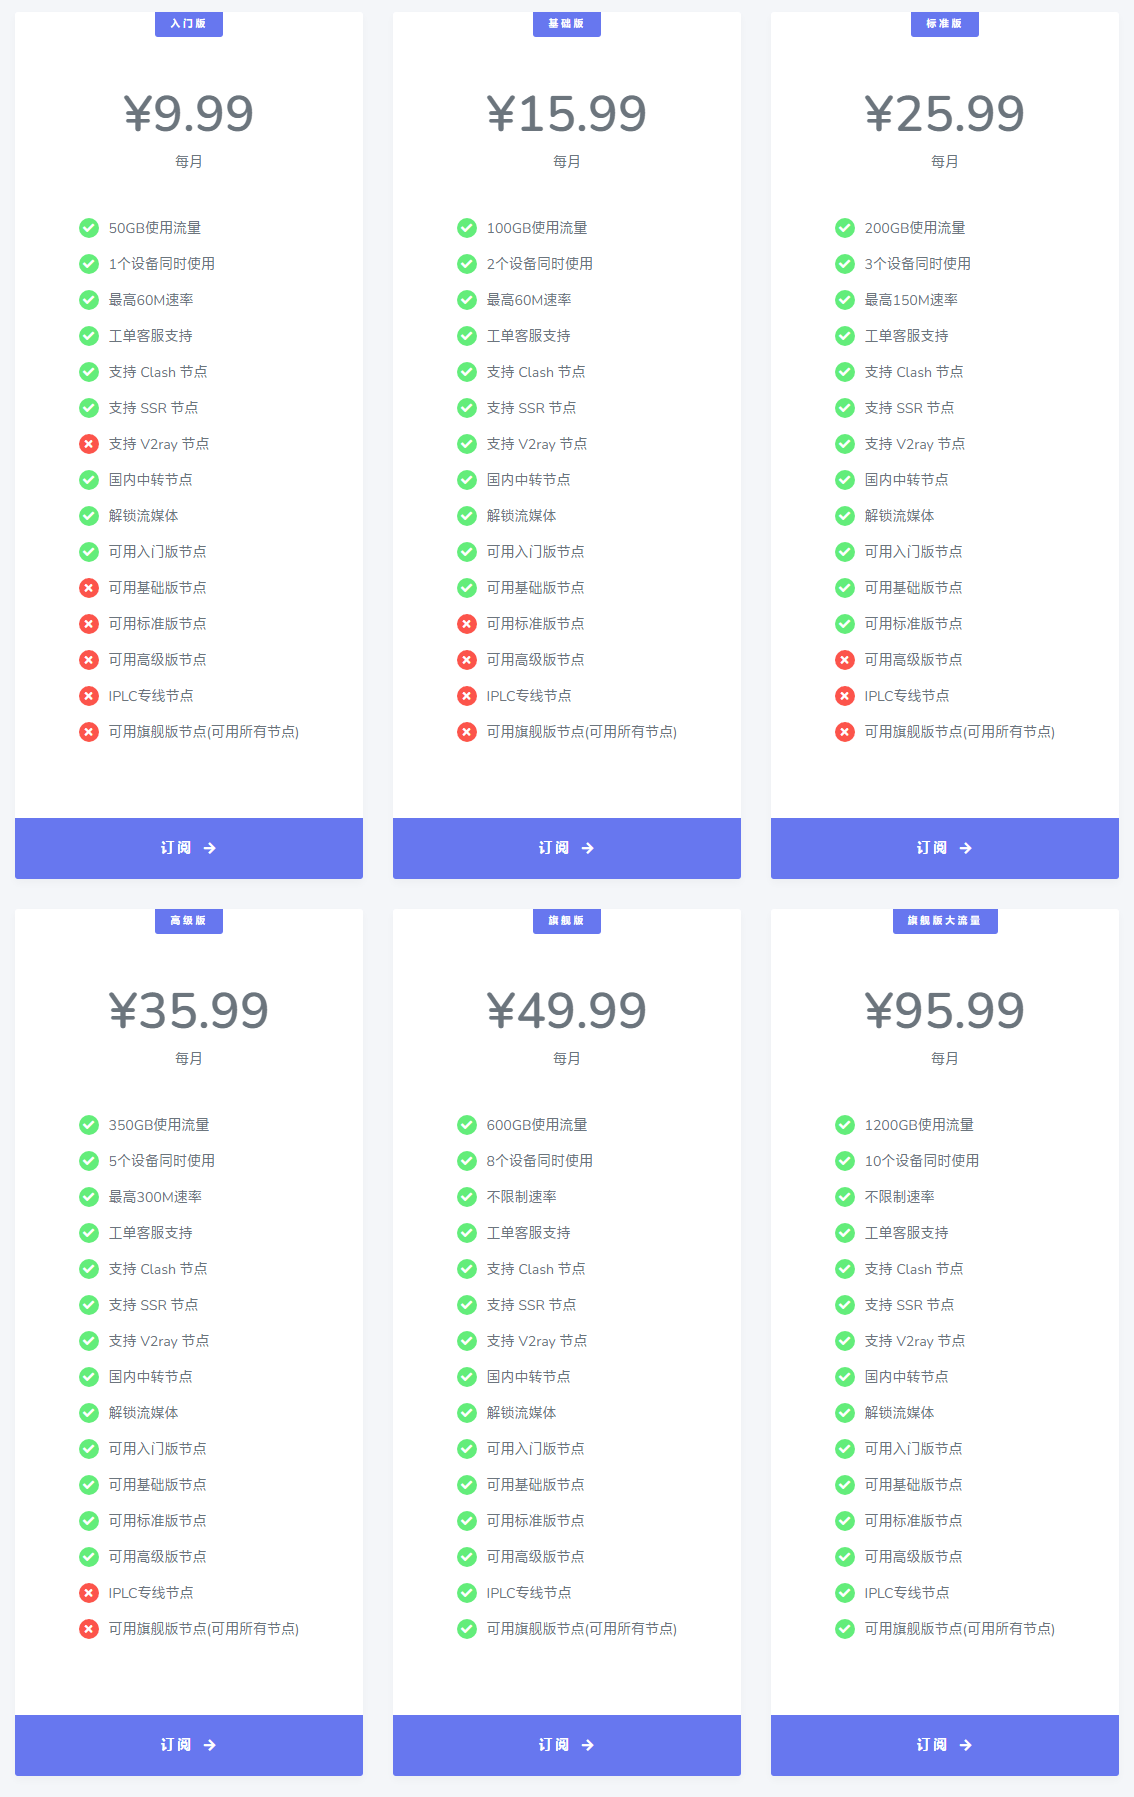 入门版
¥9.99
每月
50GB使用流量
1个设备同时使用
最高60M速率
工单客服支持
支持 Clash 节点
支持 SSR 节点
支持 V2ray 节点
国内中转节点
解锁流媒体
可用入门版节点
可用基础版节点
可用标准版节点
可用高级版节点
IPLC专线节点
可用旗舰版节点(可用所有节点)
订阅 →
基础版
¥15.99
每月
100GB使用流量
2个设备同时使用
最高60M速率
工单客服支持
支持 Clash 节点
支持 SSR 节点
支持 V2ray 节点
国内中转节点
解锁流媒体
可用入门版节点
可用基础版节点
可用标准版节点
可用高级版节点
IPLC专线节点
可用旗舰版节点(可用所有节点)
订阅 →
标准版
¥25.99
每月
200GB使用流量
3个设备同时使用
最高150M速率
工单客服支持
支持 Clash 节点
支持 SSR 节点
支持 V2ray 节点
国内中转节点
解锁流媒体
可用入门版节点
可用基础版节点
可用标准版节点
可用高级版节点
IPLC专线节点
可用旗舰版节点(可用所有节点)
订阅 →
高级版
¥35.99
每月
350GB使用流量
5个设备同时使用
最高300M速率
工单客服支持
支持 Clash 节点
支持 SSR 节点
支持 V2ray 节点
国内中转节点
解锁流媒体
可用入门版节点
可用基础版节点
可用标准版节点
可用高级版节点
IPLC专线节点
可用旗舰版节点(可用所有节点)
订阅 →
旗舰版
¥49.99
每月
600GB使用流量
8个设备同时使用
不限制速率
工单客服支持
支持 Clash 节点
支持 SSR 节点
支持 V2ray 节点
国内中转节点
解锁流媒体
可用入门版节点
可用基础版节点
可用标准版节点
可用高级版节点
IPLC专线节点
可用旗舰版节点(可用所有节点)
订阅 →
旗舰版大流量
¥95.99
每月
1200GB使用流量
10个设备同时使用
不限制速率
工单客服支持
支持 Clash 节点
支持 SSR 节点
支持 V2ray 节点
国内中转节点
解锁流媒体
可用入门版节点
可用基础版节点
可用标准版节点
可用高级版节点
IPLC专线节点
可用旗舰版节点(可用所有节点)
订阅 →